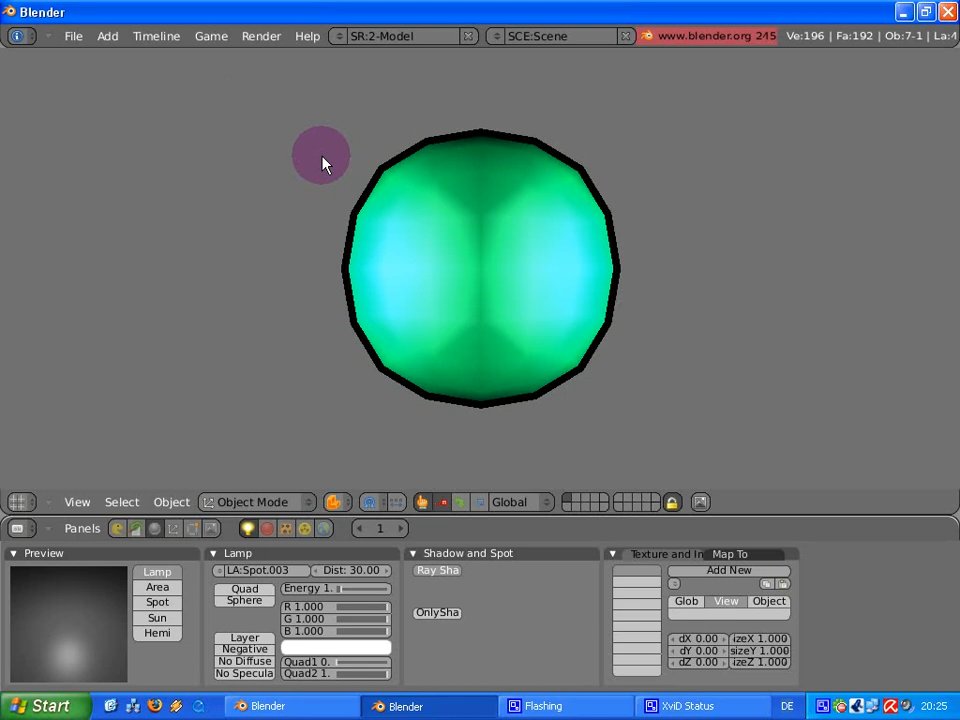 Blender
File Add Timeline Game Render Help SR:2-Model SCE:Scene www.blender.org 245 Ve:196 | Fa:192 | Ob:7-1 | La:4
View Select Object Object Mode Global
Panels 1
Preview
Lamp
Area
Spot
Sun
Hemi
Lamp
LA:Spot.003 Dist: 30.00
Quad
Sphere
Energy 1.
R 1.000
G 1.000
B 1.000
Layer
Negative
No Diffuse
No Specula
Quad1 0.
Quad2 1.
Shadow and Spot
Ray Sha
OnlySha
Texture and In Map To
Add New
Glob View Object
dX 0.00 izeX 1.000
dY 0.00 sizeY 1.000
dZ 0.00 izeZ 1.000
Start Blender Blender Flashing XviD Status DE 20:25